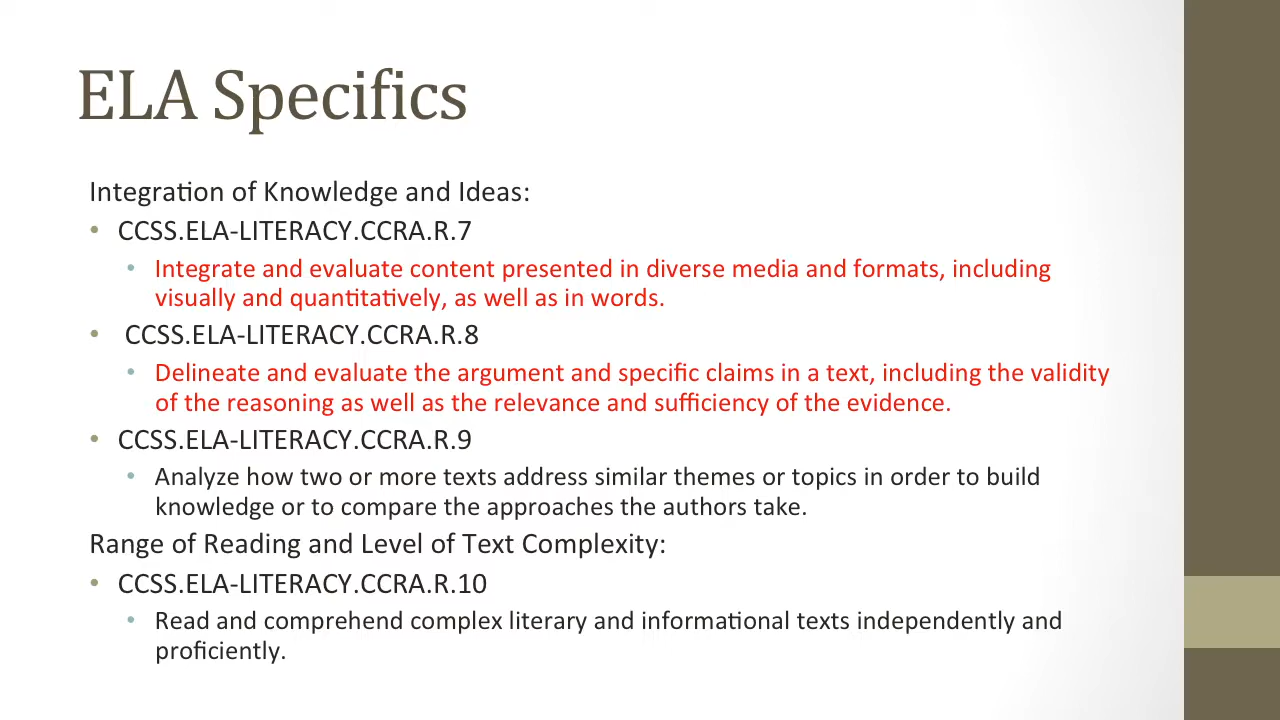 ELA Specifics
Integration of Knowledge and Ideas:
• CCSS.ELA-LITERACY.CCRA.R.7
• Integrate and evaluate content presented in diverse media and formats, including
visually and quantitatively, as well as in words.
• CCSS.ELA-LITERACY.CCRA.R.8
• Delineate and evaluate the argument and specific claims in a text, including the validity
of the reasoning as well as the relevance and sufficiency of the evidence.
• CCSS.ELA-LITERACY.CCRA.R.9
• Analyze how two or more texts address similar themes or topics in order to build
knowledge or to compare the approaches the authors take.
Range of Reading and Level of Text Complexity:
• CCSS.ELA-LITERACY.CCRA.R.10
• Read and comprehend complex literary and informational texts independently and
proficiently.